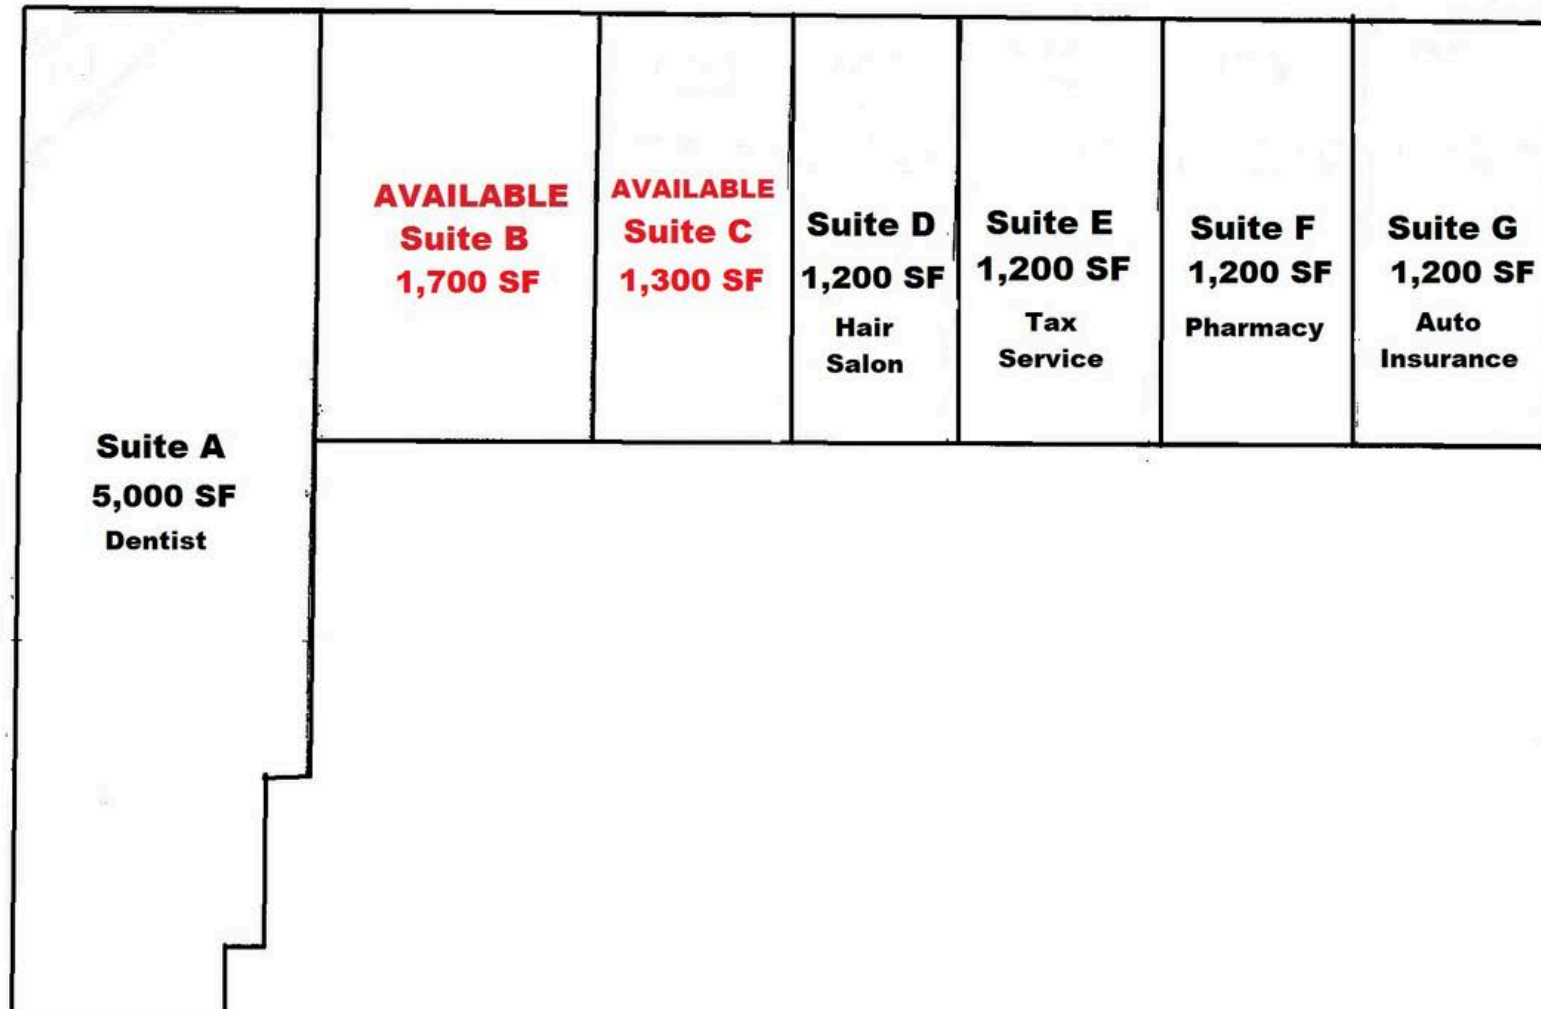 AVAILABLE
Suite B
1,700 SF
AVAILABLE
Suite C
1,300 SF
Suite D
1,200 SF
Hair
Salon
Suite E
1,200 SF
Tax
Service
Suite F
1,200 SF
Pharmacy
Suite G
1,200 SF
Auto
Insurance
Suite A
5,000 SF
Dentist